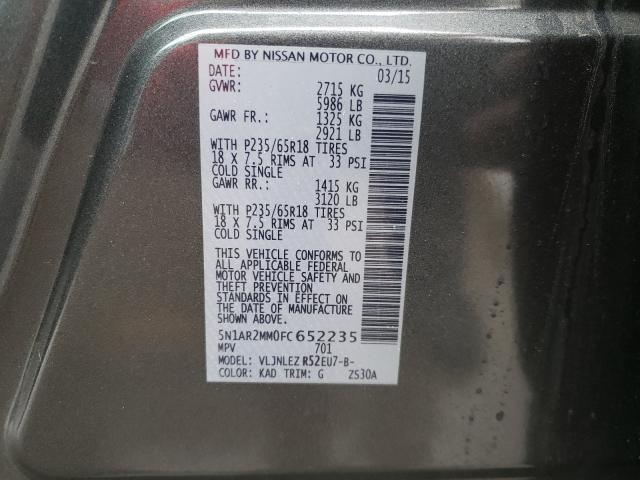 MFD BY NISSAN MOTOR CO., LTD.
DATE: 03/15
GVWR: 2715 KG
5986 LB
GAWR FR.: 1325 KG
2921 LB
WITH P235/65R18 TIRES
18 X 7.5 RIMS AT 33 PSI
COLD SINGLE
GAWR RR.: 1415 KG
3120 LB
WITH P235/65R18 TIRES
18 X 7.5 RIMS AT 33 PSI
COLD SINGLE
THIS VEHICLE CONFORMS TO
ALL APPLICABLE FEDERAL
MOTOR VEHICLE SAFETY AND
THEFT PREVENTION
STANDARDS IN EFFECT ON
THE DATE OF MANUFACTURE
SHOWN ABOVE
5N1AR2MM0FC652235
MPV 701
MODEL: VLJNLEZ R52EU7-B-
COLOR: KAD TRIM: G ZS30A